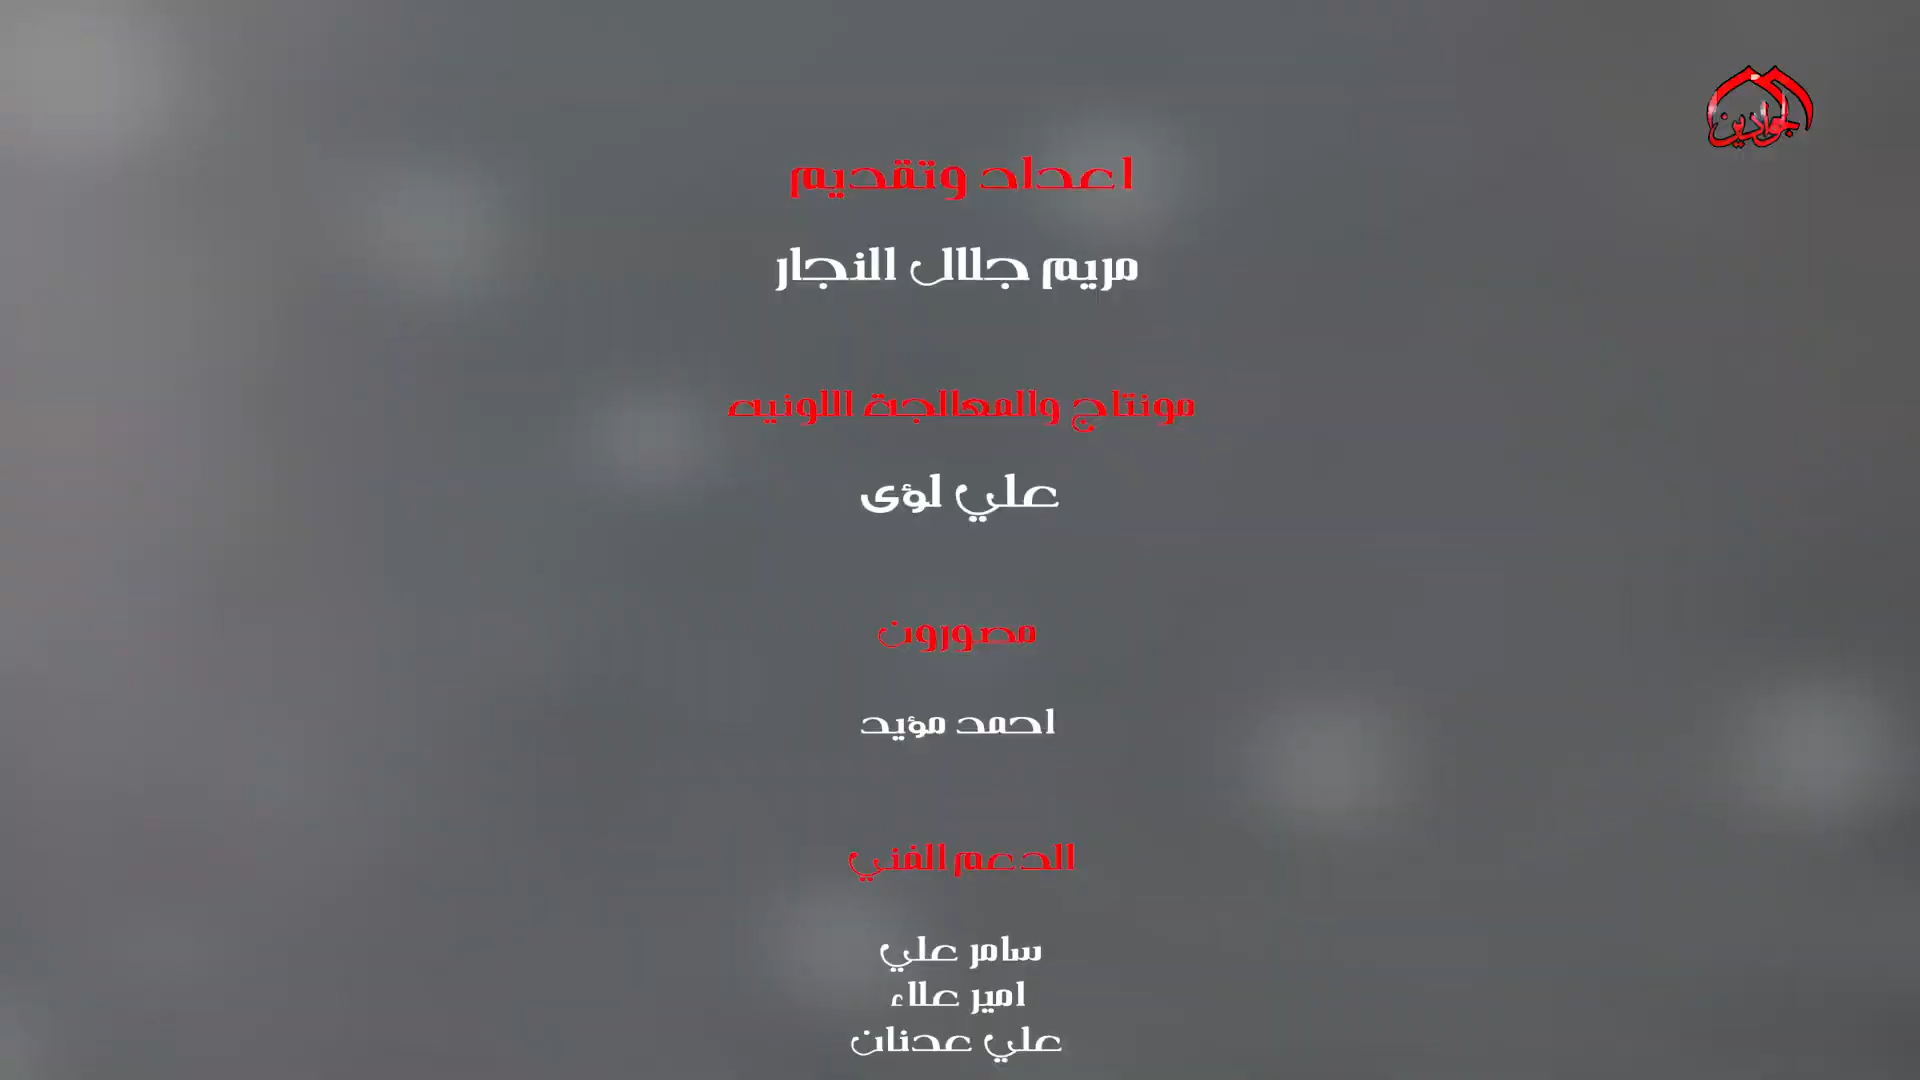 الجوادين
اعداد وتقديم
مريم جلال النجار
مونتاج والمعالجة اللونيه
علي لؤى
مصورون
احمد مؤيد
الدعم الفني
سامر علي
امير علاء
علي عدنان